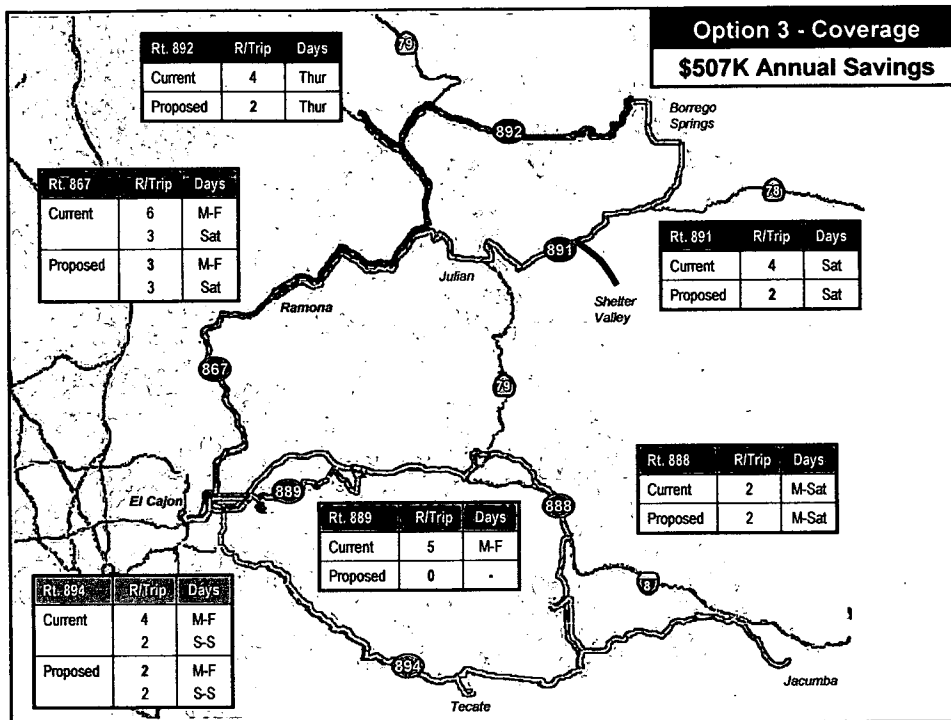 Option 3 - Coverage
$507K Annual Savings
79
Rt. 892 R/Trip Days
Current 4 Thur
Proposed 2 Thur
892
Borrego
Springs
Rt. 867 R/Trip Days
Current 6 M-F
3 Sat
Proposed 3 M-F
3 Sat
78
Rt. 891 R/Trip Days
Current 4 Sat
Proposed 2 Sat
891
Julian
Shelter
Valley
Ramona
867
79
Rt. 888 R/Trip Days
Current 2 M-Sat
Proposed 2 M-Sat
El Cajon
889
888
Rt. 889 R/Trip Days
Current 5 M-F
Proposed 0 -
8
Rt. 894 R/Trip Days
Current 4 M-F
2 S-S
Proposed 2 M-F
2 S-S
894
Tecate
Jacumba